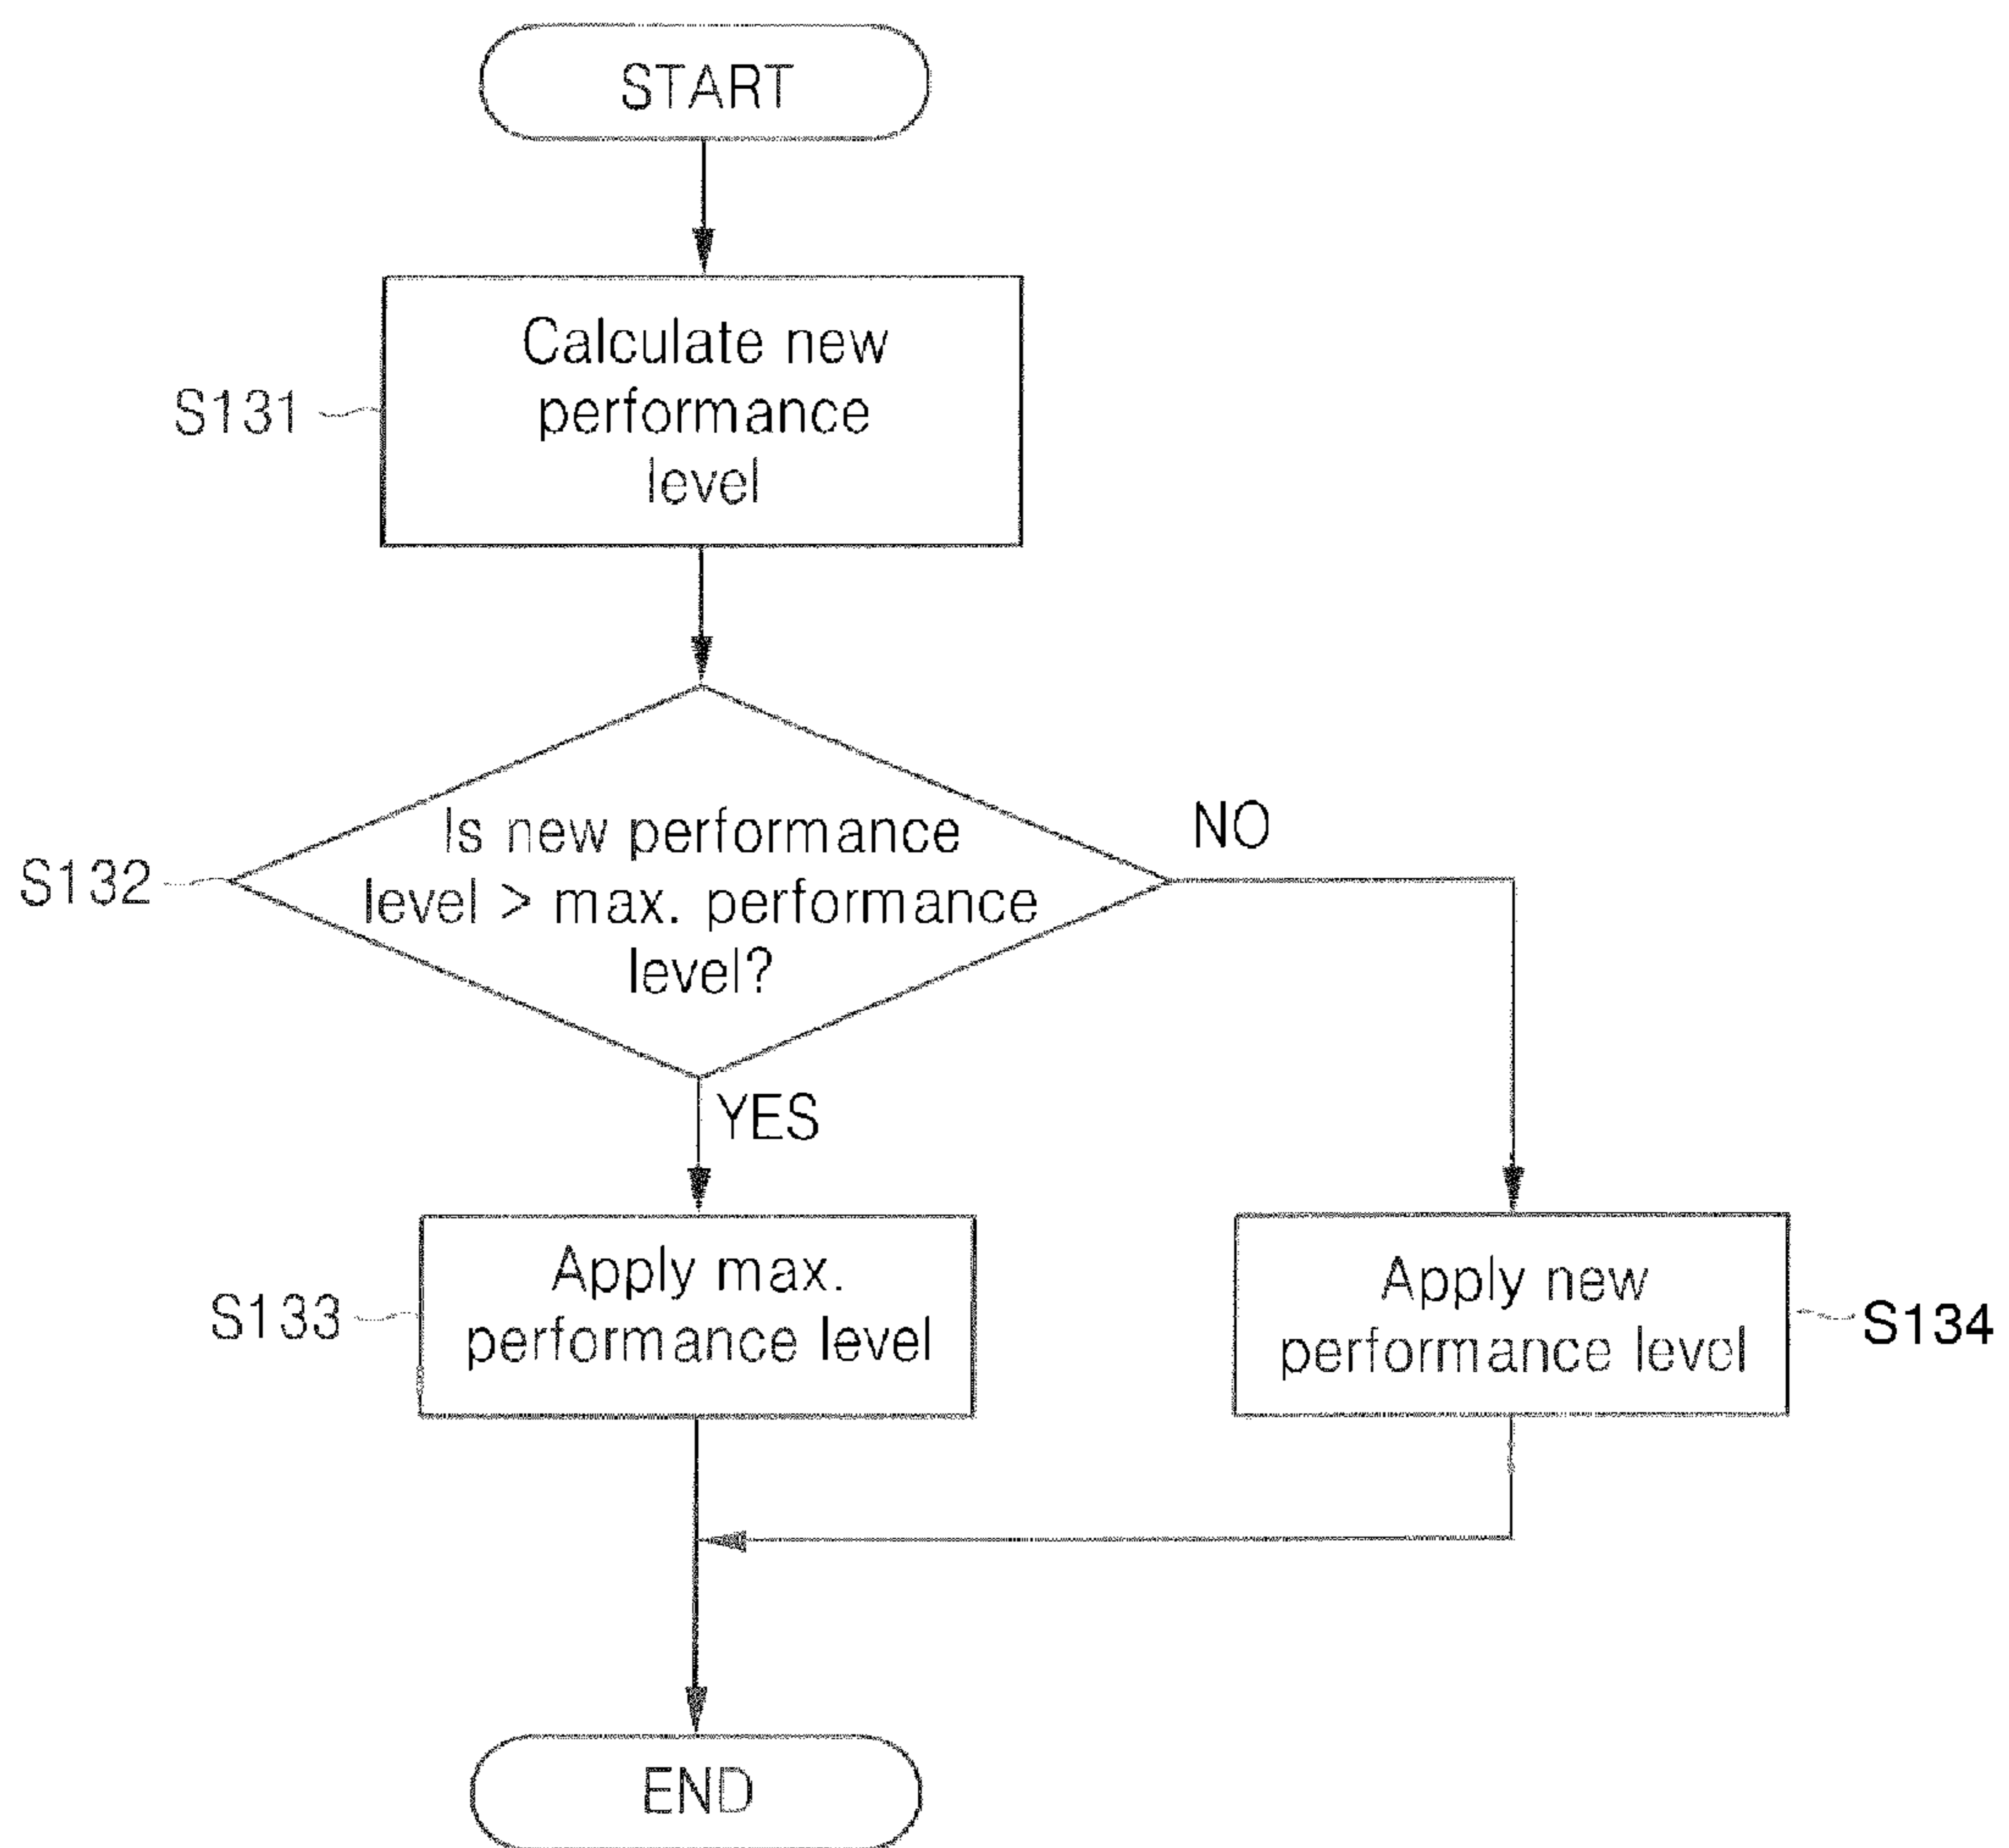 START
Calculate new
performance
level
S131
Is new performance
level > max. performance
level?
S132
NO
YES
Apply max.
performance level
S133
Apply new
performance level
S134
END